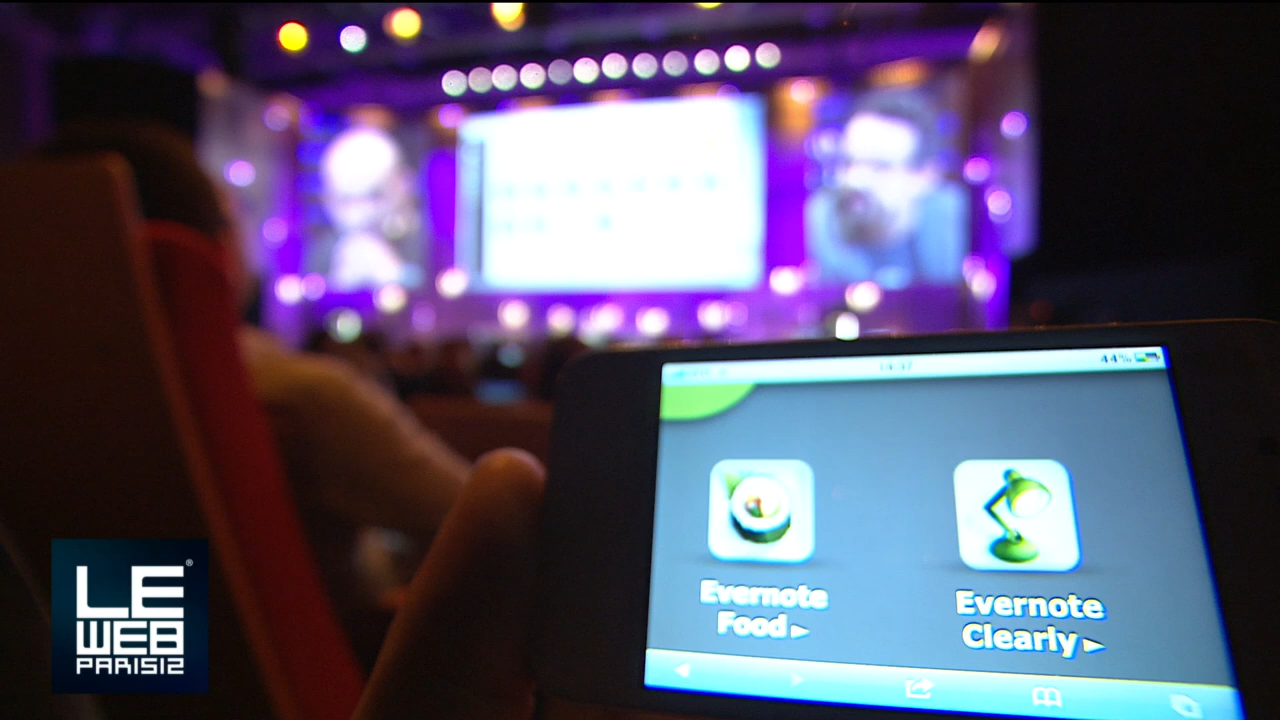 44%
Evernote
Food ►
Evernote
Clearly ►
LE ®
WEB
PARIS12